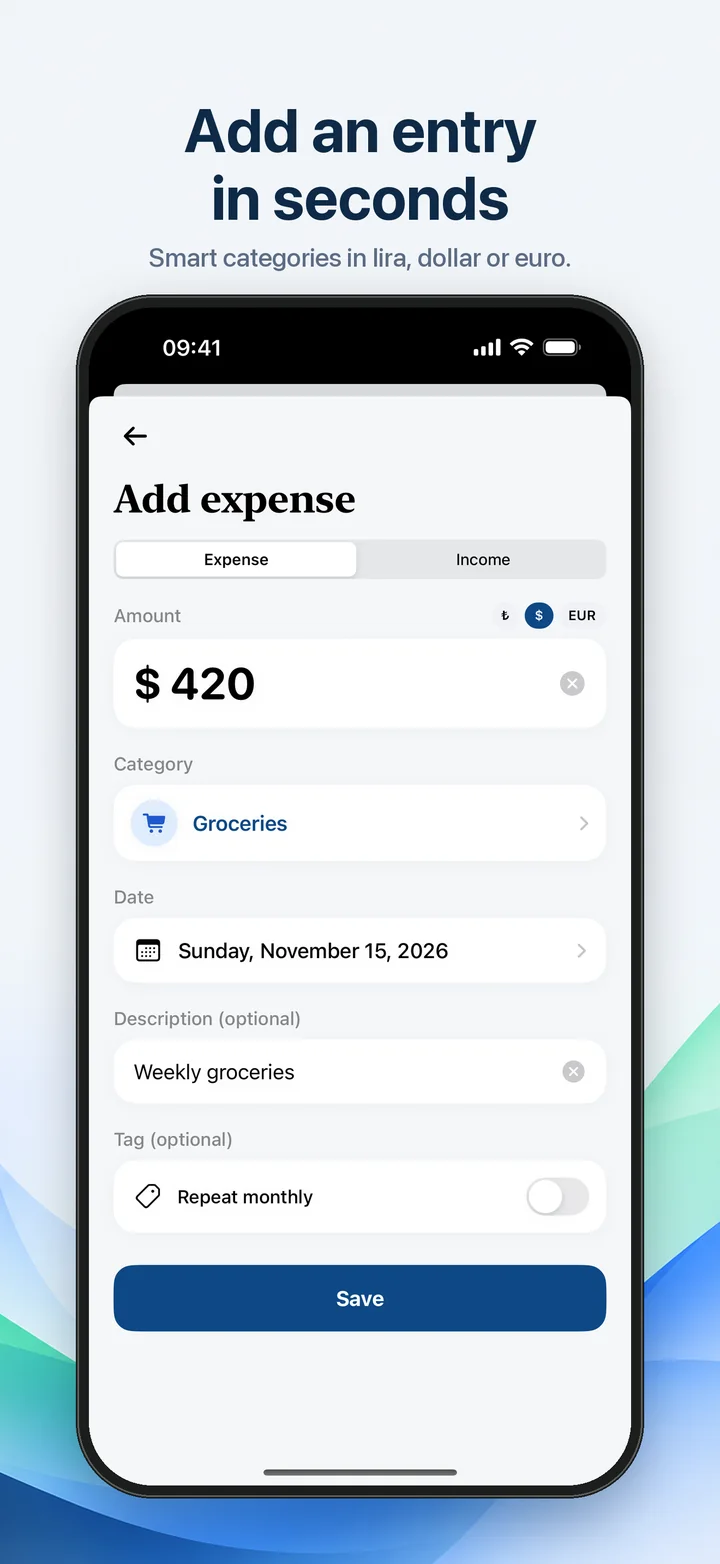 Add an entry
in seconds
Smart categories in lira, dollar or euro.
09:41
Add expense
Expense Income
Amount ₺ $ EUR
$ 420
Category
Groceries
Date
Sunday, November 15, 2026
Description (optional)
Weekly groceries
Tag (optional)
Repeat monthly
Save